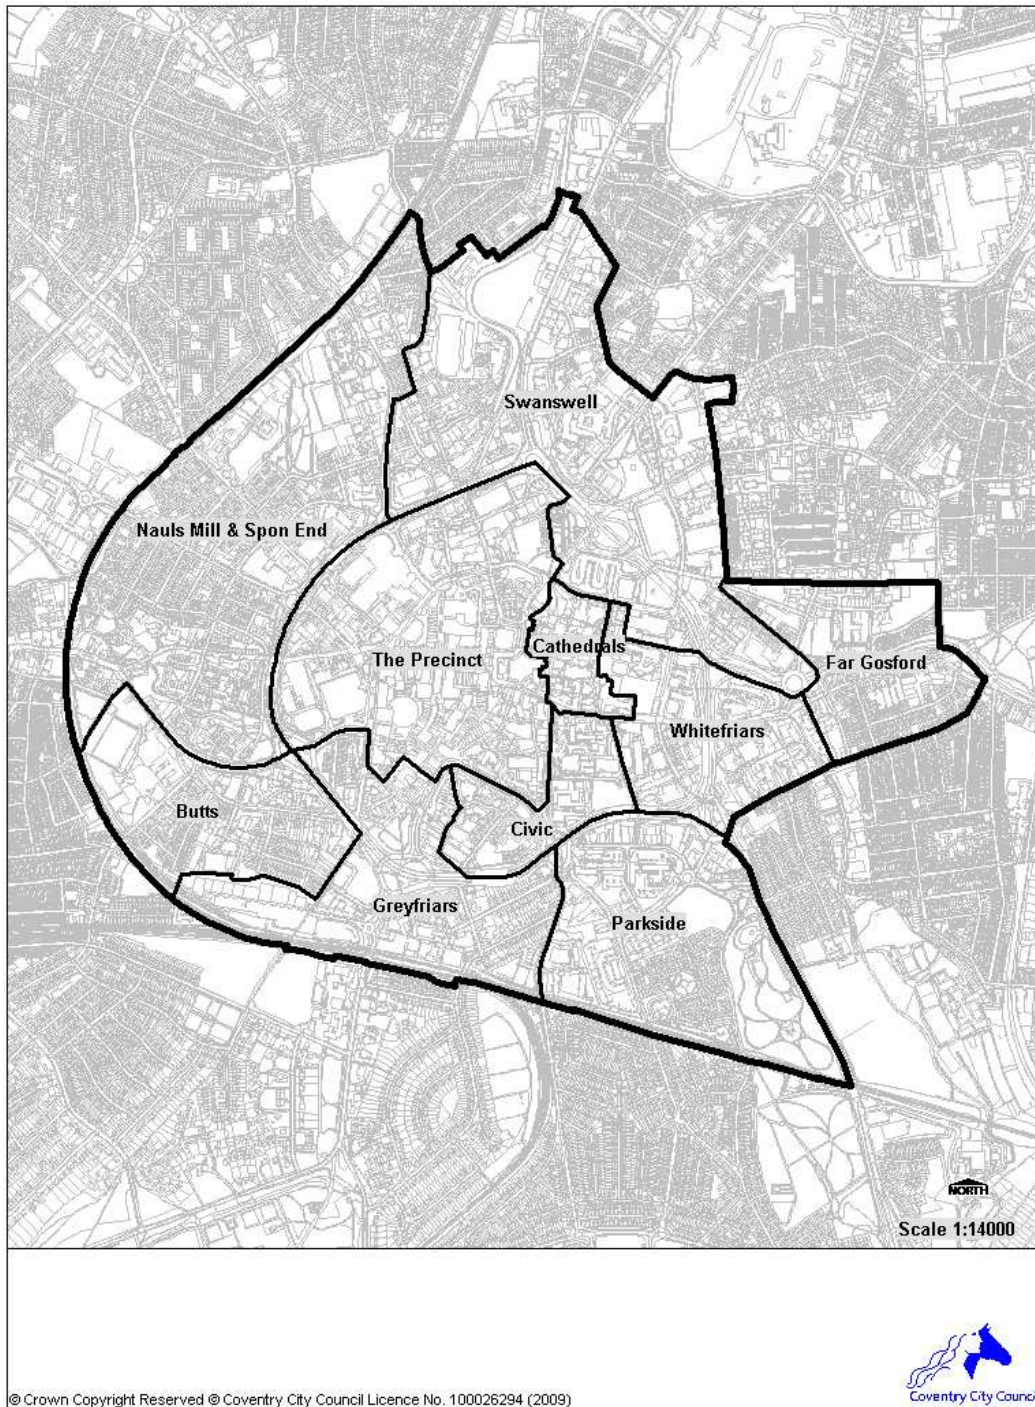 Swanswell
Nauls Mill & Spon End
Cathedrals
The Precinct
Far Gosford
Whitefriars
Butts
Civic
Greyfriars
Parkside
NORTH
Scale 1:14000
Coventry City Counc
© Crown Copyright Reserved © Coventry City Council Licence No. 100026294 (2009)